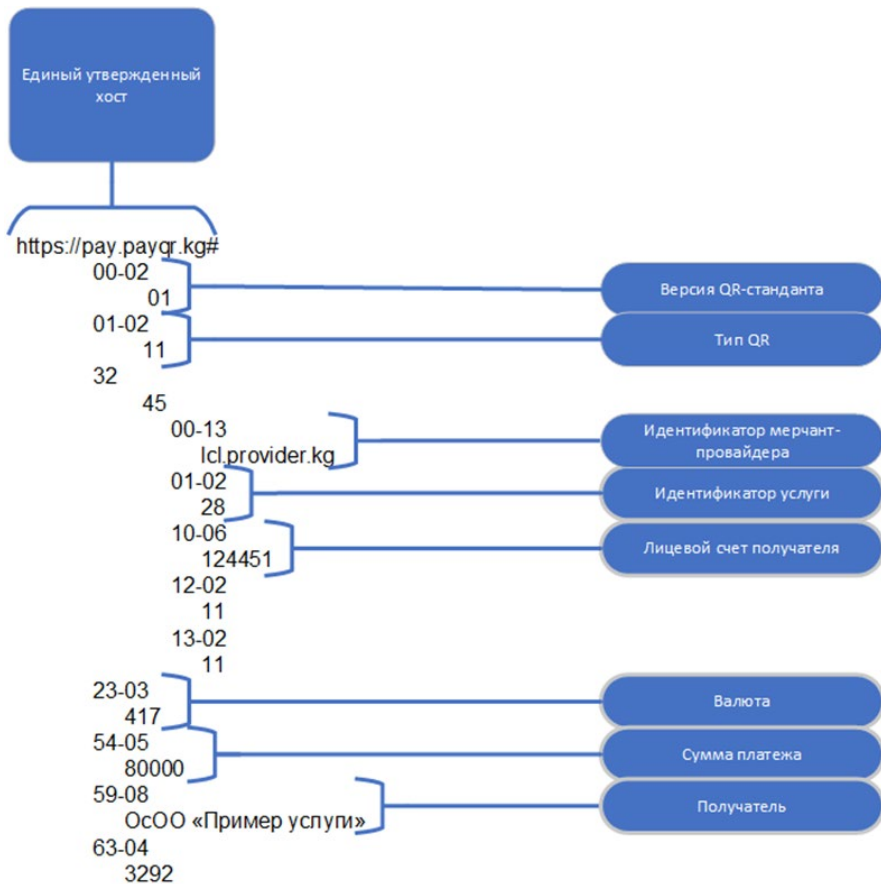 Единый утвержденный
хост
https://pay.payqr.kg#
00-02
01
Версия QR-станданта
01-02
11
Тип QR
32
45
00-13
lcl.provider.kg
Идентификатор мерчант-
провайдера
01-02
28
Идентификатор услуги
10-06
124451
Лицевой счет получателя
12-02
11
13-02
11
23-03
417
Валюта
54-05
80000
Сумма платежа
59-08
ОсОО «Пример услуги»
Получатель
63-04
3292